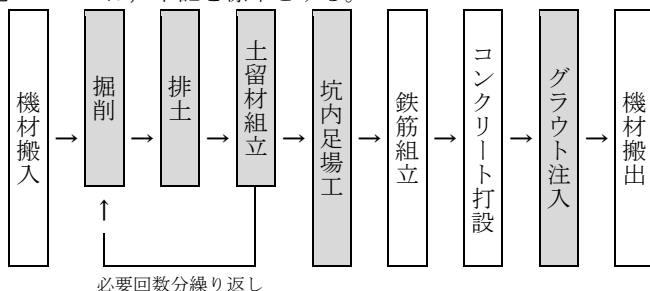 機材搬入
→
掘削
→
排土
→
土留材組立
→
坑内足場工
→
鉄筋組立
→
コンクリート打設
→
グラウト注入
→
機材搬出
↑
必要回数分繰り返し